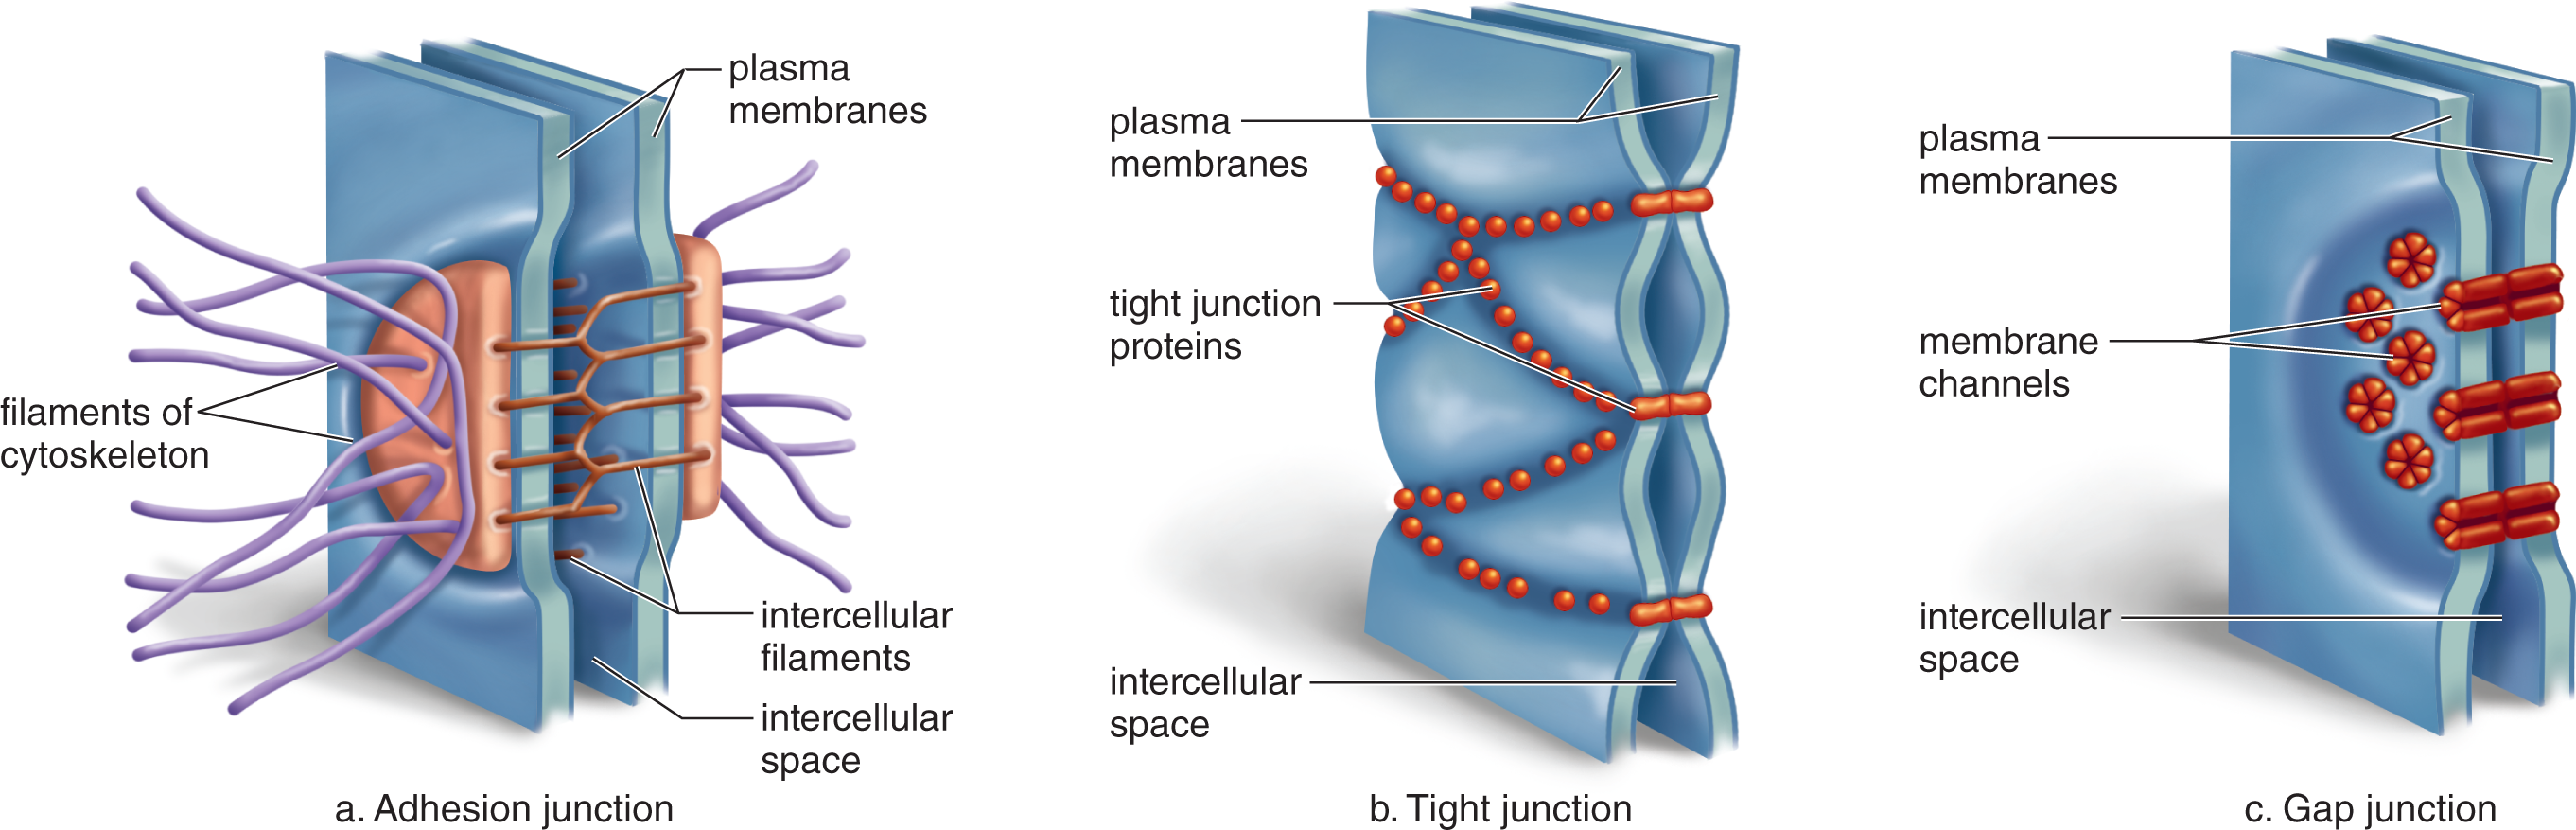 plasma
membranes
filaments of
cytoskeleton
intercellular
filaments
intercellular
space
a. Adhesion junction
plasma
membranes
tight junction
proteins
intercellular
space
b. Tight junction
plasma
membranes
membrane
channels
intercellular
space
c. Gap junction